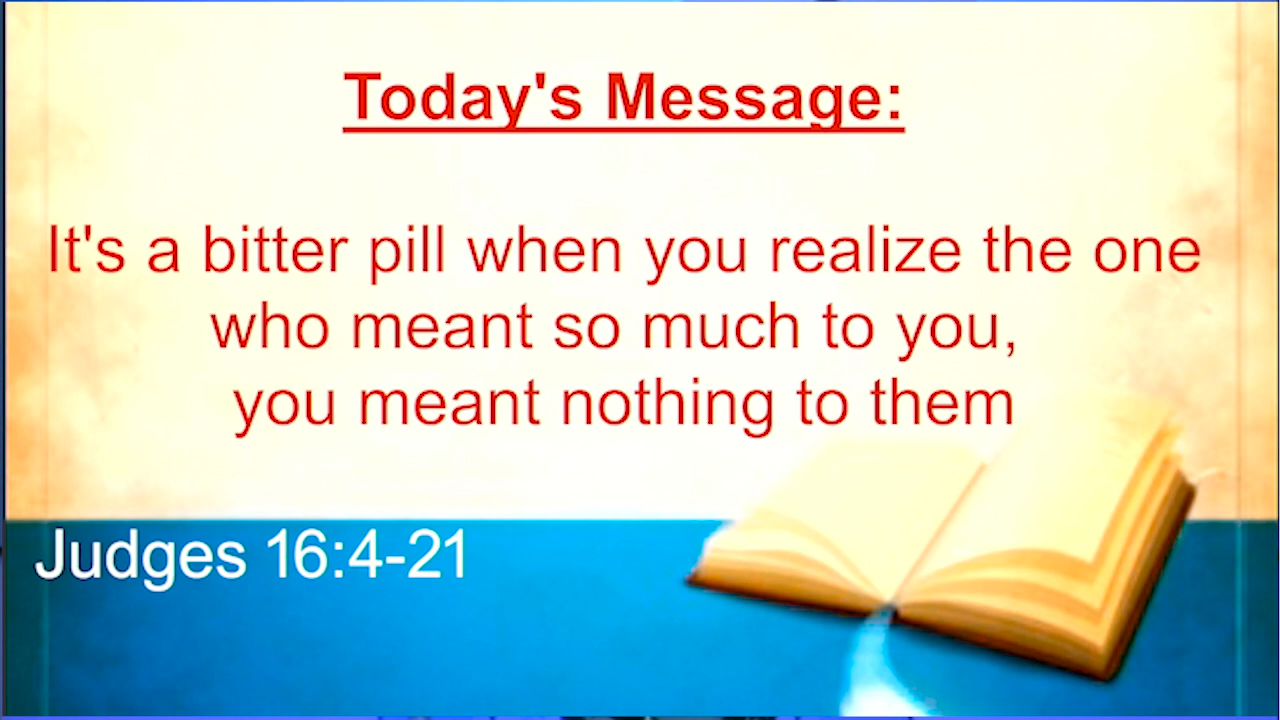 Today's Message:
It's a bitter pill when you realize the one
who meant so much to you,
you meant nothing to them
Judges 16:4-21